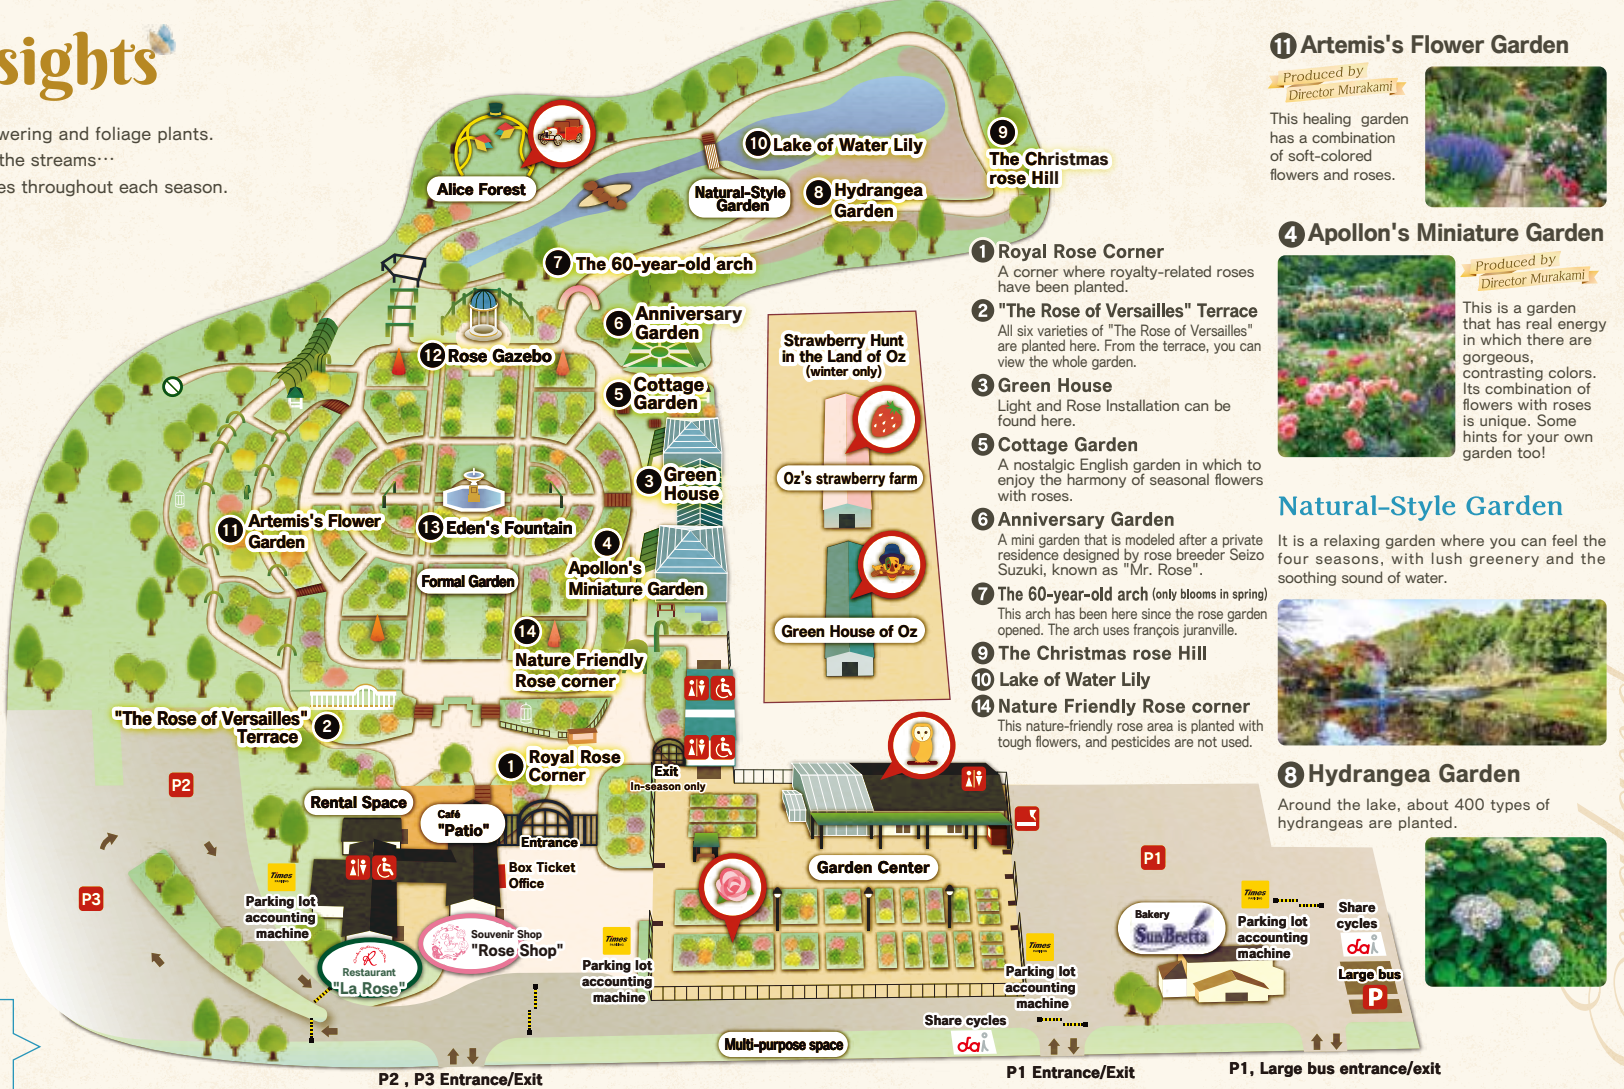 sights
wering and foliage plants.
the streams…
es throughout each season.
Alice Forest
10 Lake of Water Lily
9
The Christmas
rose Hill
Natural-Style
Garden
8 Hydrangea
Garden
7 The 60-year-old arch
6 Anniversary
Garden
12 Rose Gazebo
5 Cottage
Garden
3 Green
House
11 Artemis's Flower
Garden
13 Eden's Fountain
4
Apollon's
Miniature Garden
Formal Garden
14
Nature Friendly
Rose corner
"The Rose of Versailles"
Terrace
2
1 Royal Rose
Corner
Exit
In-season only
Strawberry Hunt
in the Land of Oz
(winter only)
Oz's strawberry farm
Green House of Oz
P2
P3
Rental Space
Café
"Patio"
Entrance
Box Ticket
Office
Times
Parking lot
accounting
machine
Restaurant
"La Rose"
Souvenir Shop
"Rose Shop"
Times
Parking lot
accounting
machine
Garden Center
P1
Times
Parking lot
accounting
machine
Bakery
SunBretta
Times
Parking lot
accounting
machine
Share
cycles
Large bus
P
Share cycles
Multi-purpose space
P2 , P3 Entrance/Exit
P1 Entrance/Exit
P1, Large bus entrance/exit
1 Royal Rose Corner
A corner where royalty-related roses
have been planted.
2 "The Rose of Versailles" Terrace
All six varieties of "The Rose of Versailles"
are planted here. From the terrace, you can
view the whole garden.
3 Green House
Light and Rose Installation can be
found here.
5 Cottage Garden
A nostalgic English garden in which to
enjoy the harmony of seasonal flowers
with roses.
6 Anniversary Garden
A mini garden that is modeled after a private
residence designed by rose breeder Seizo
Suzuki, known as "Mr. Rose".
7 The 60-year-old arch (only blooms in spring)
This arch has been here since the rose garden
opened. The arch uses françois juranville.
9 The Christmas rose Hill
10 Lake of Water Lily
14 Nature Friendly Rose corner
This nature-friendly rose area is planted with
tough flowers, and pesticides are not used.
11 Artemis's Flower Garden
Produced by
Director Murakami
This healing garden
has a combination
of soft-colored
flowers and roses.
4 Apollon's Miniature Garden
Produced by
Director Murakami
This is a garden
that has real energy
in which there are
gorgeous,
contrasting colors.
Its combination of
flowers with roses
is unique. Some
hints for your own
garden too!
Natural-Style Garden
It is a relaxing garden where you can feel the
four seasons, with lush greenery and the
soothing sound of water.
8 Hydrangea Garden
Around the lake, about 400 types of
hydrangeas are planted.